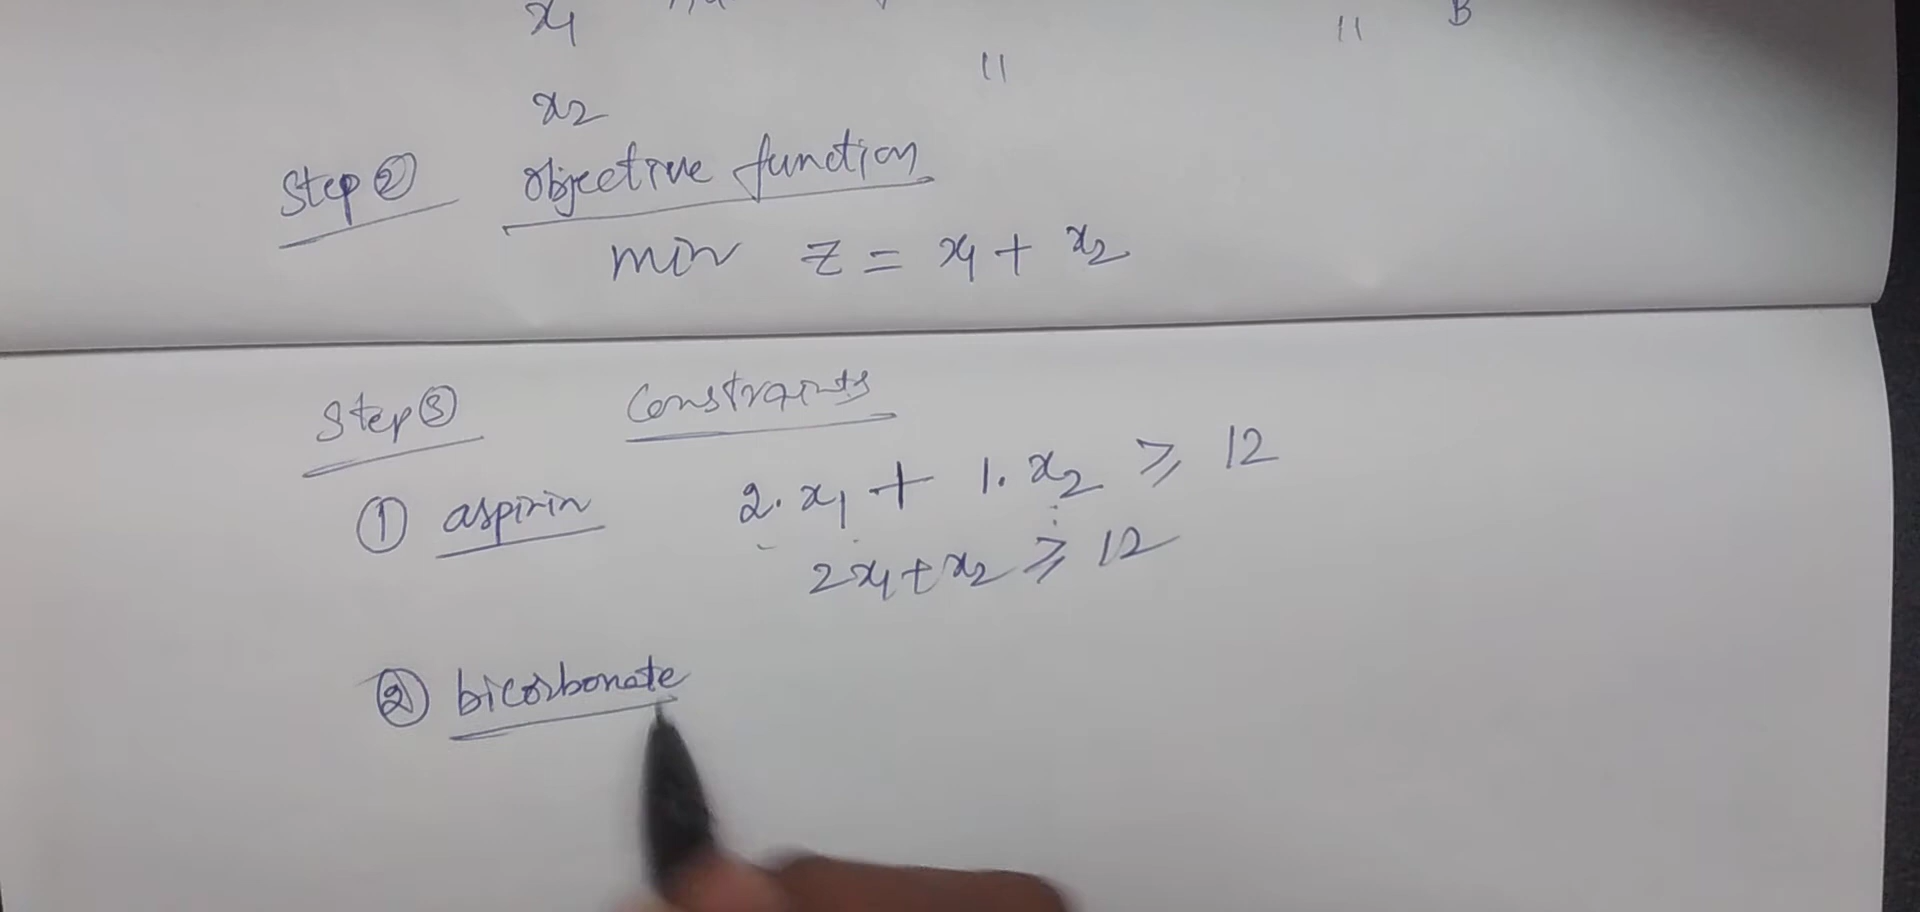 x1
" B
"
x2
Step ② objective function
min Z = x1 + x2
Step ③ Constraints
① aspirin 2. x1 + 1. x2 ≥ 12
2x1 + x2 ≥ 12
② bicorbonate